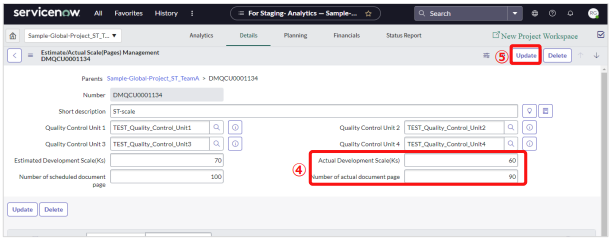 servicenow All Favorites History For Staging- Analytics — Sample-... Search
Sample-Global-Project_ST_T... Analytics Details Planning Financials Status Report New Project Workspace
Estimate/Actual Scale(Pages) Management
DMQCU0001134
⑤ Update Delete
Parents Sample-Global-Project_ST_TeamA > DMQCU0001134
Number DMQCU0001134
Short description ST-scale
Quality Control Unit 1 TEST_Quality_Control_Unit1 Quality Control Unit 2 TEST_Quality_Control_Unit2
Quality Control Unit 3 TEST_Quality_Control_Unit3 Quality Control Unit 4 TEST_Quality_Control_Unit4
Estimated Development Scale(Ks) 70 Actual Development Scale(Ks) 60
④
Number of scheduled document page 100 Number of actual document page 90
Update Delete